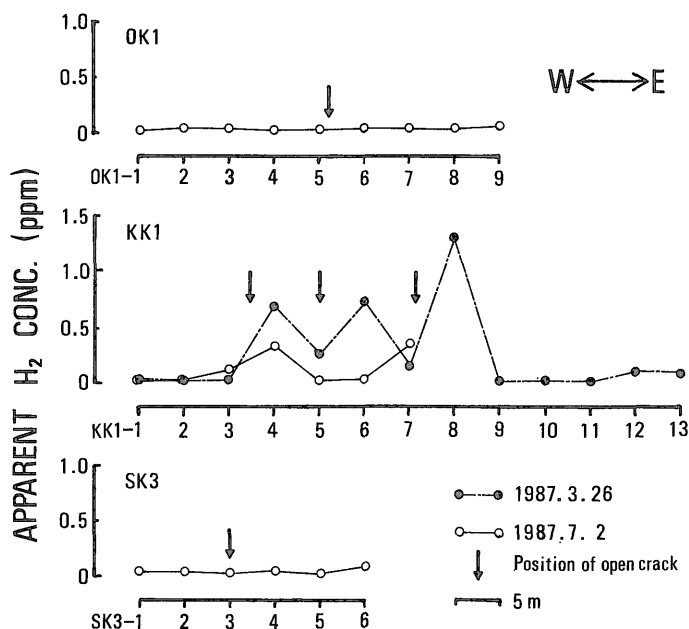 APPARENT H₂ CONC. (ppm)
OK1
1.0
0.5
0
W E
OK1-1 2 3 4 5 6 7 8 9
KK1
1.5
1.0
0.5
0
KK1-1 2 3 4 5 6 7 8 9 10 11 12 13
SK3
1.0
0.5
0
SK3-1 2 3 4 5 6
1987.3.26
1987.7.2
Position of open crack
5 m